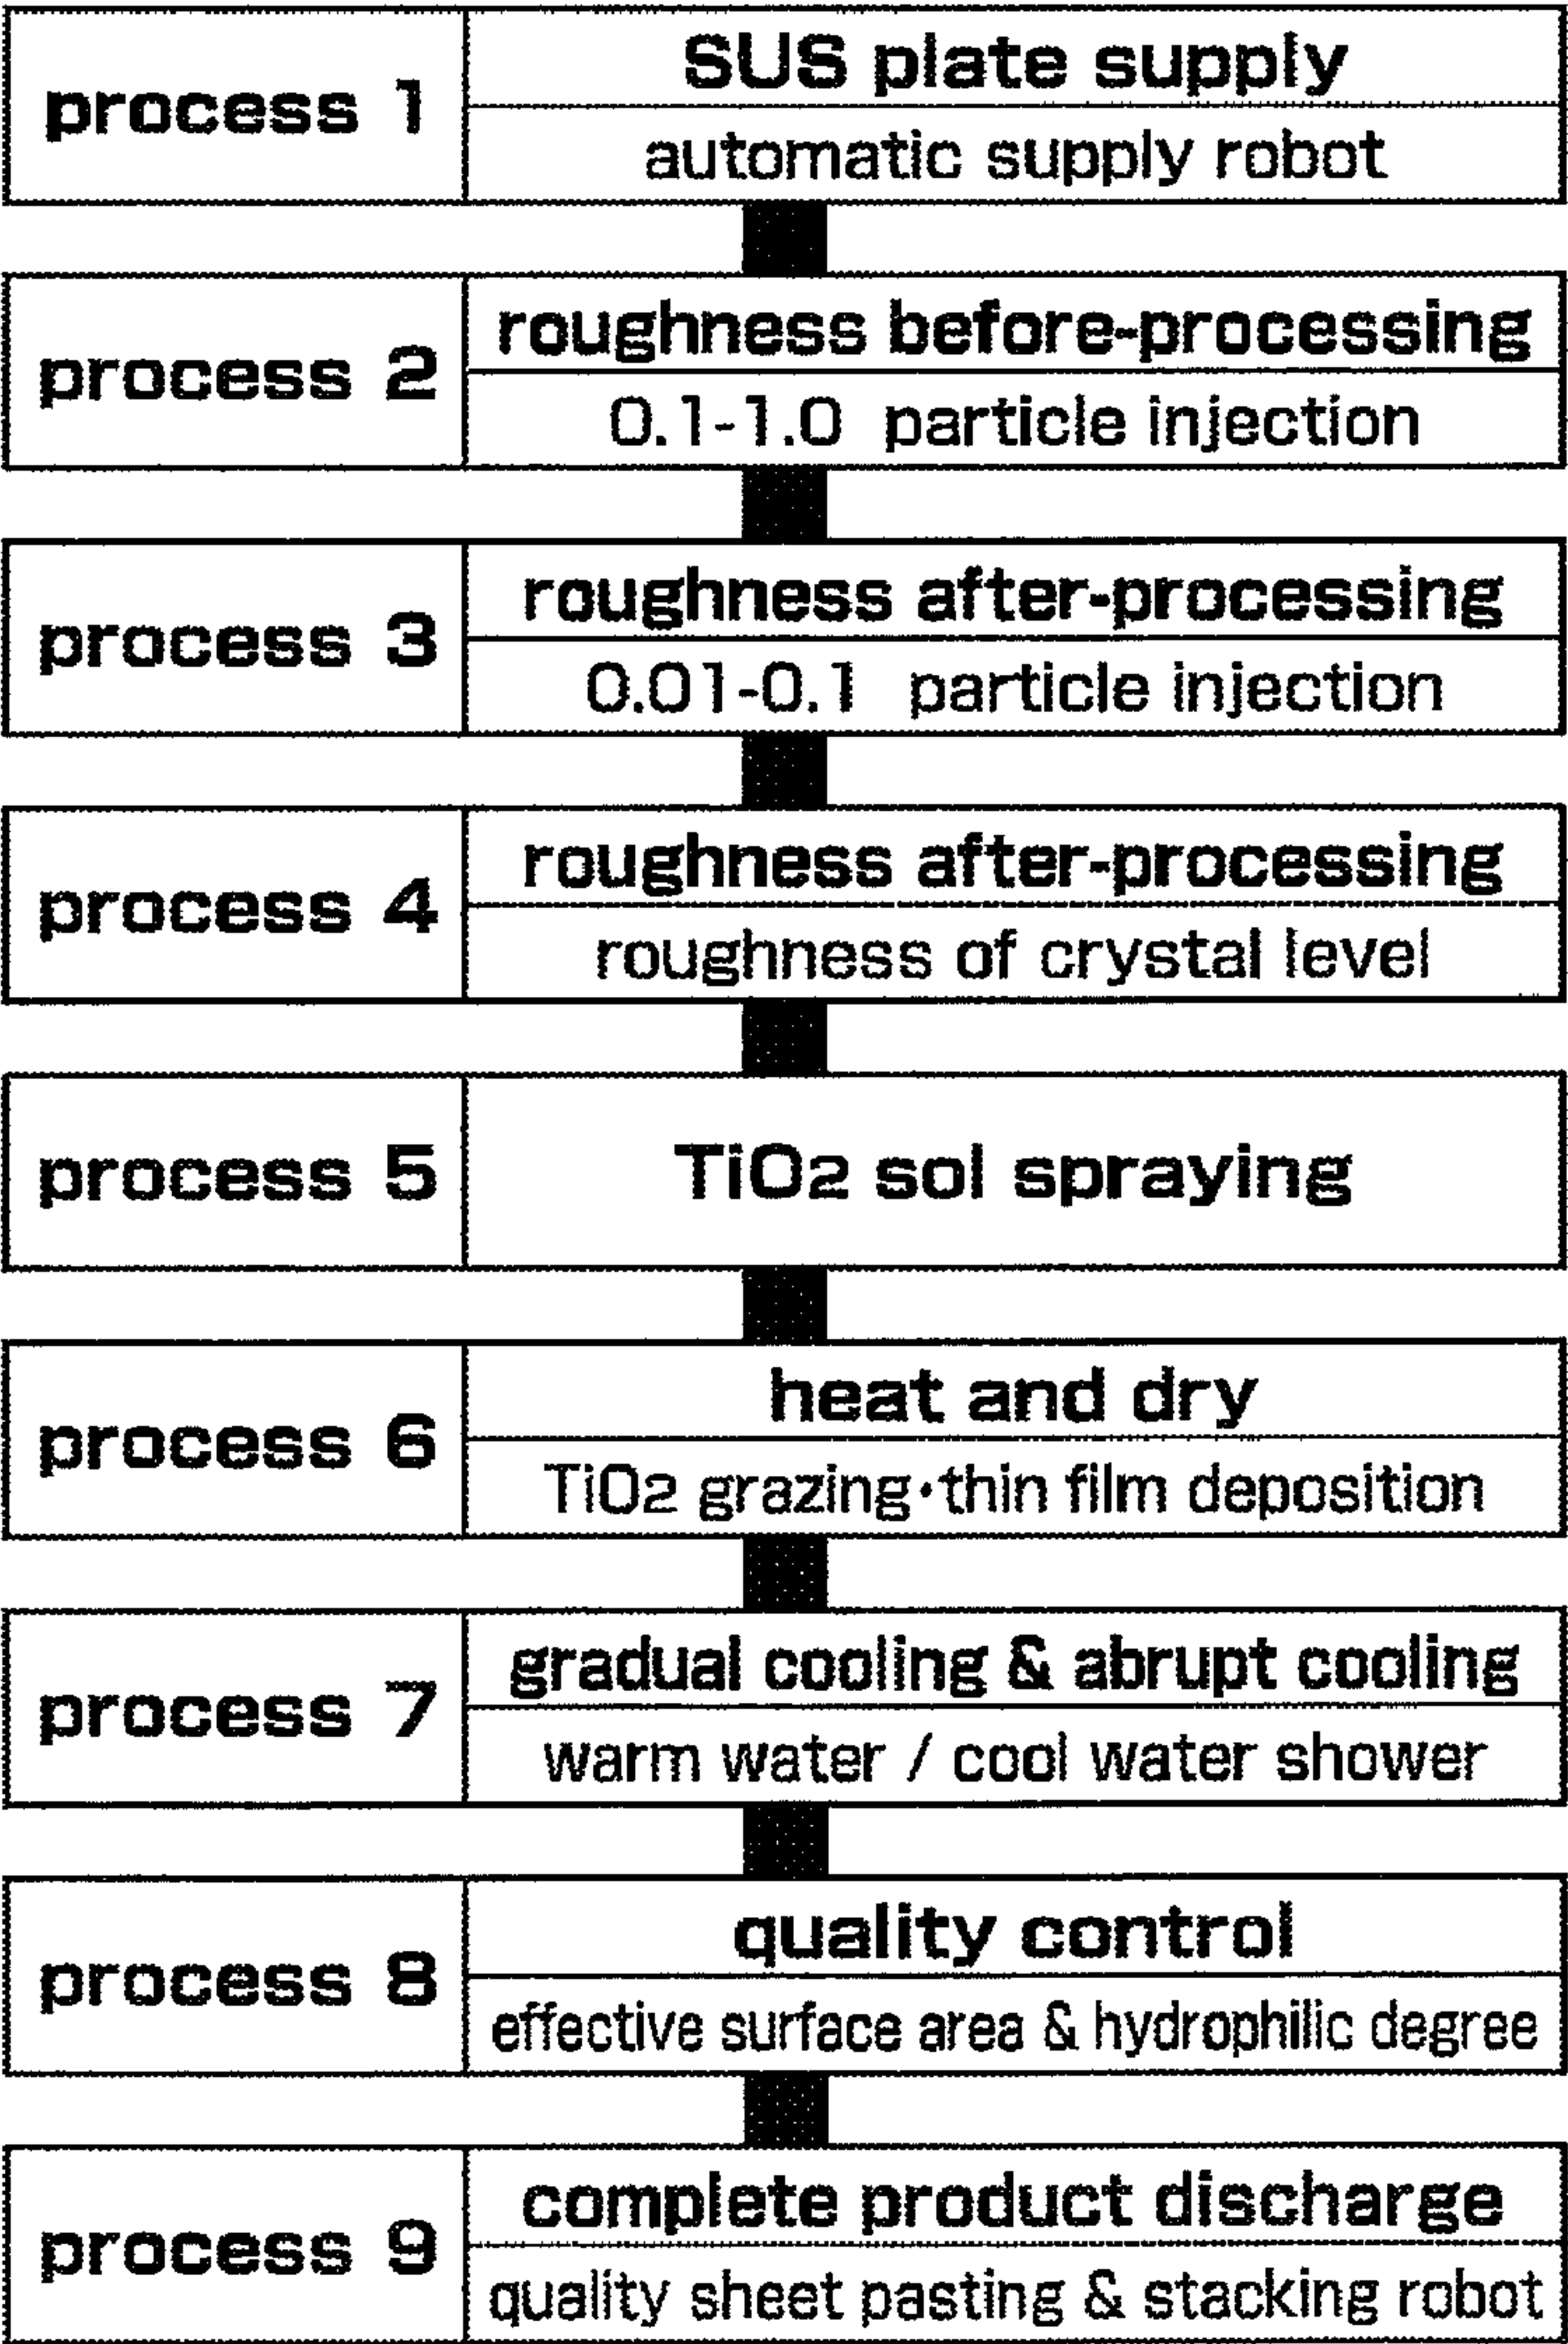 process 1
SUS plate supply
automatic supply robot
process 2
roughness before-processing
0.1-1.0 particle injection
process 3
roughness after-processing
0.01-0.1 particle injection
process 4
roughness after-processing
roughness of crystal level
process 5
TiO2 sol spraying
process 6
heat and dry
TiO2 grazing·thin film deposition
process 7
gradual cooling & abrupt cooling
warm water / cool water shower
process 8
quality control
effective surface area & hydrophilic degree
process 9
complete product discharge
quality sheet pasting & stacking robot